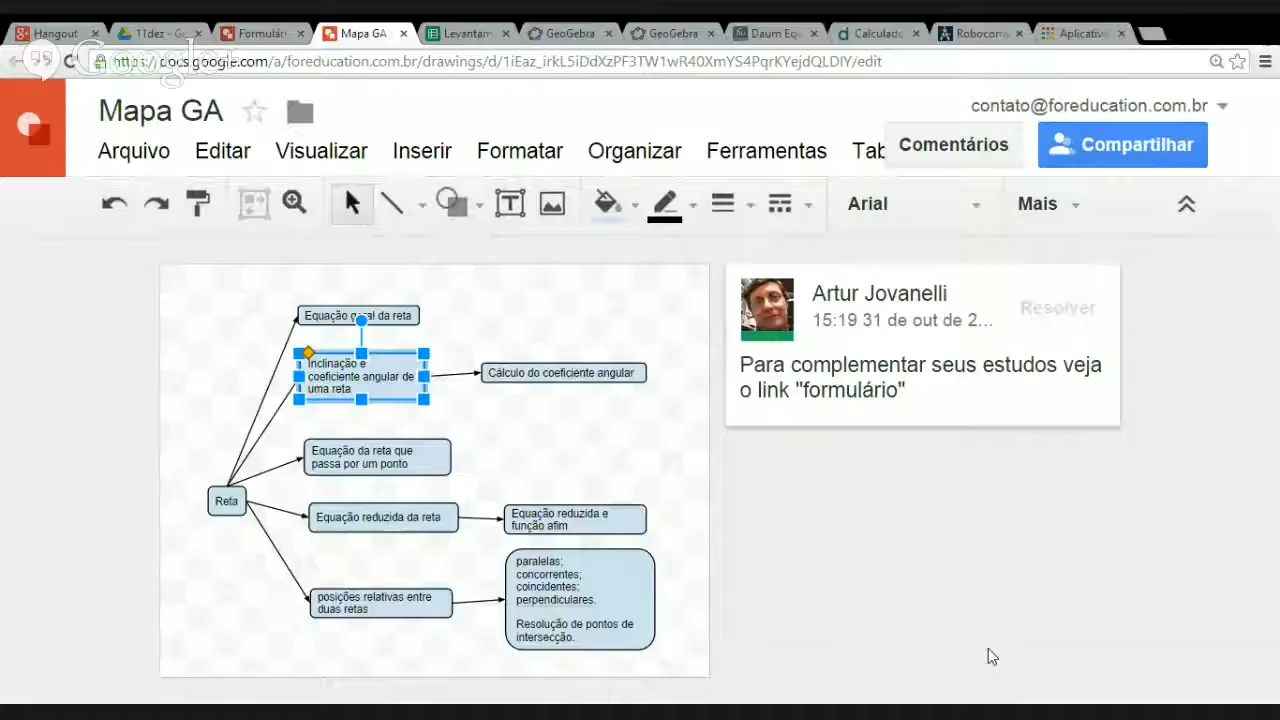 Hangout
11dez - Go
Formulári
Mapa GA
Levantam
GeoGebra
GeoGebra
Daum Equ
Calculado
Robocom
Aplicativo
Google+
https://docs.google.com/a/foreducation.com.br/drawings/d/1iEaz_irkL5iDdXzPF3TW1wR40XmYS4PqrKYejdQLDIY/edit
Mapa GA
contato@foreducation.com.br
Arquivo Editar Visualizar Inserir Formatar Organizar Ferramentas Tab
Comentários
Compartilhar
Arial
Mais
Equação geral da reta
Inclinação e
coeficiente angular de
uma reta
Cálculo do coeficiente angular
Equação da reta que
passa por um ponto
Reta
Equação reduzida da reta
Equação reduzida e
função afim
posições relativas entre
duas retas
paralelas;
concorrentes;
coincidentes;
perpendiculares.
Resolução de pontos de
intersecção.
Artur Jovanelli
Resolver
15:19 31 de out de 2...
Para complementar seus estudos veja
o link "formulário"